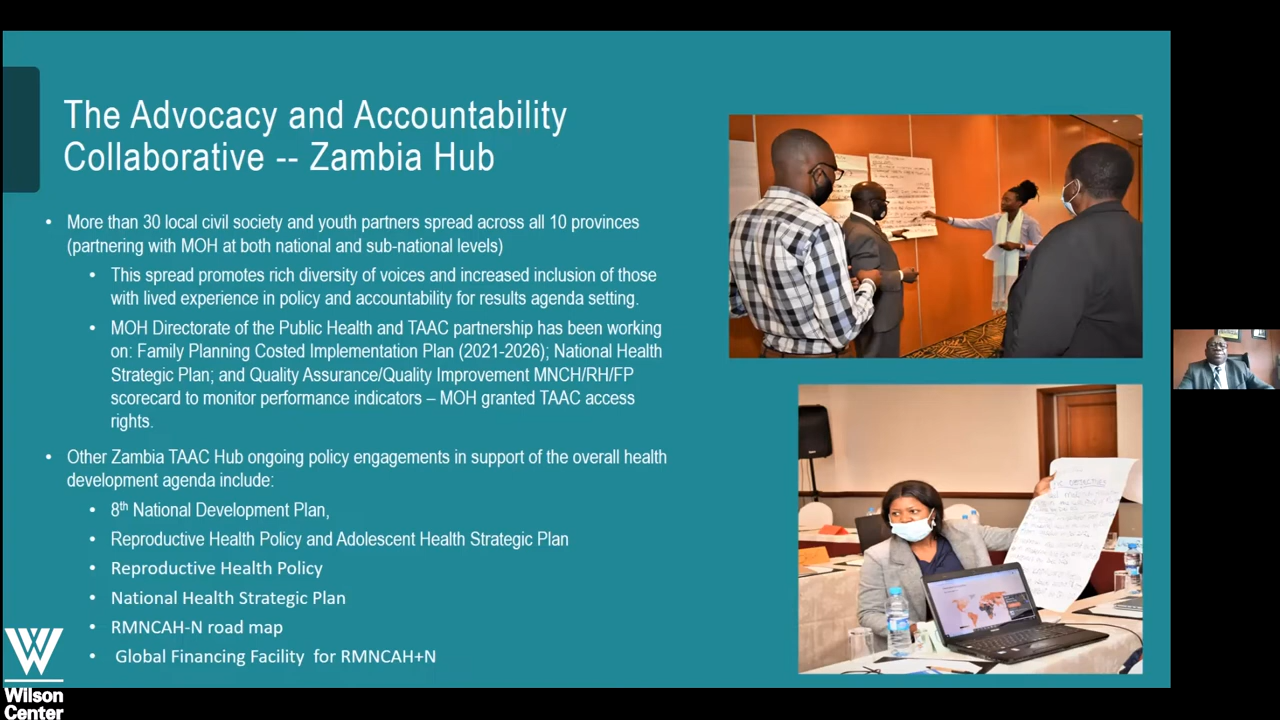 The Advocacy and Accountability
Collaborative -- Zambia Hub
• More than 30 local civil society and youth partners spread across all 10 provinces
(partnering with MOH at both national and sub-national levels)
• This spread promotes rich diversity of voices and increased inclusion of those
with lived experience in policy and accountability for results agenda setting.
• MOH Directorate of the Public Health and TAAC partnership has been working
on: Family Planning Costed Implementation Plan (2021-2026); National Health
Strategic Plan; and Quality Assurance/Quality Improvement MNCH/RH/FP
scorecard to monitor performance indicators – MOH granted TAAC access
rights.
• Other Zambia TAAC Hub ongoing policy engagements in support of the overall health
development agenda include:
• 8th National Development Plan,
• Reproductive Health Policy and Adolescent Health Strategic Plan
• Reproductive Health Policy
• National Health Strategic Plan
• RMNCAH-N road map
• Global Financing Facility for RMNCAH+N
Wilson
Center